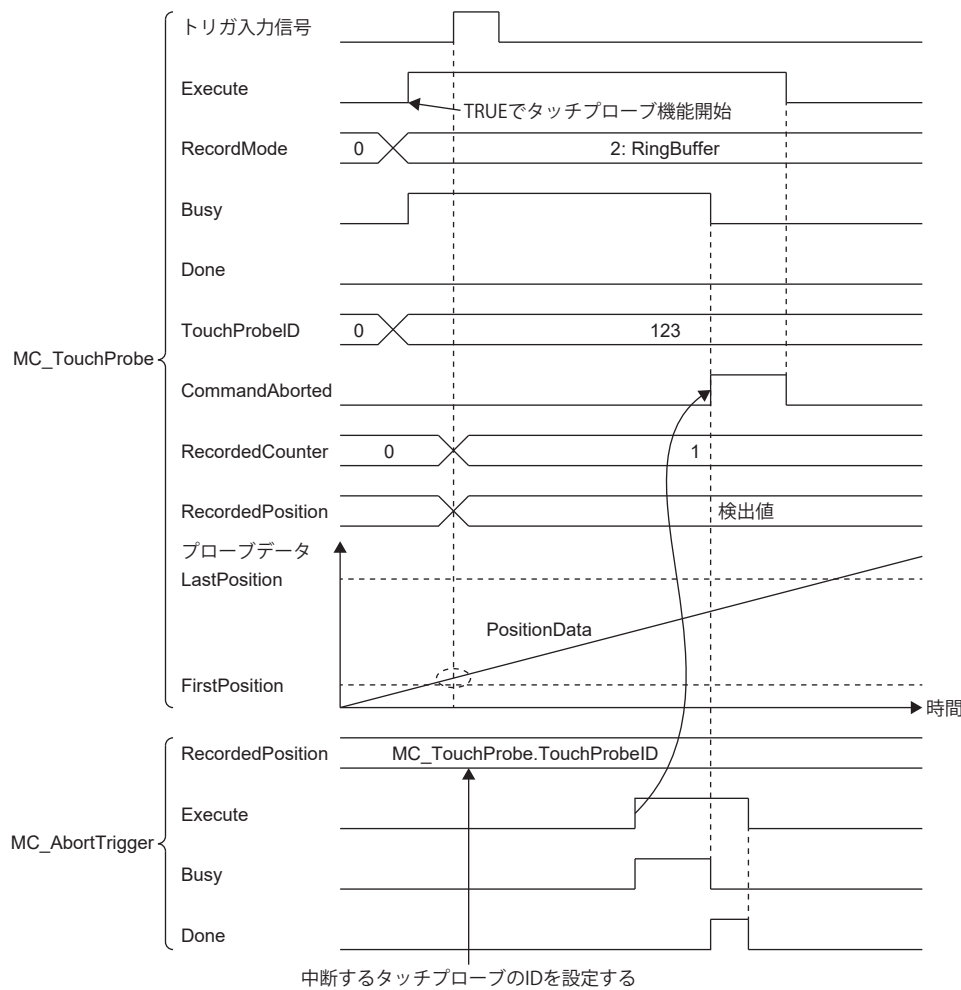 トリガ入力信号
Execute
TRUEでタッチプローブ機能開始
RecordMode 0 2: RingBuffer
Busy
Done
TouchProbeID 0 123
MC_TouchProbe
CommandAborted
RecordedCounter 0 1
RecordedPosition 検出値
プローブデータ
LastPosition
PositionData
FirstPosition
時間
RecordedPosition MC_TouchProbe.TouchProbeID
Execute
MC_AbortTrigger
Busy
Done
中断するタッチプローブのIDを設定する